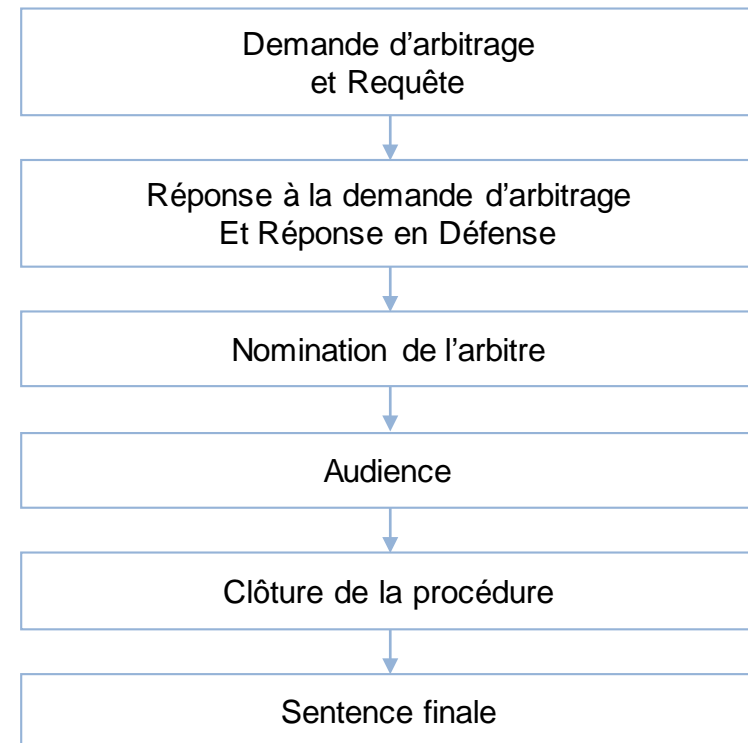 Demande d’arbitrage
et Requête
Réponse à la demande d’arbitrage
Et Réponse en Défense
Nomination de l’arbitre
Audience
Clôture de la procédure
Sentence finale